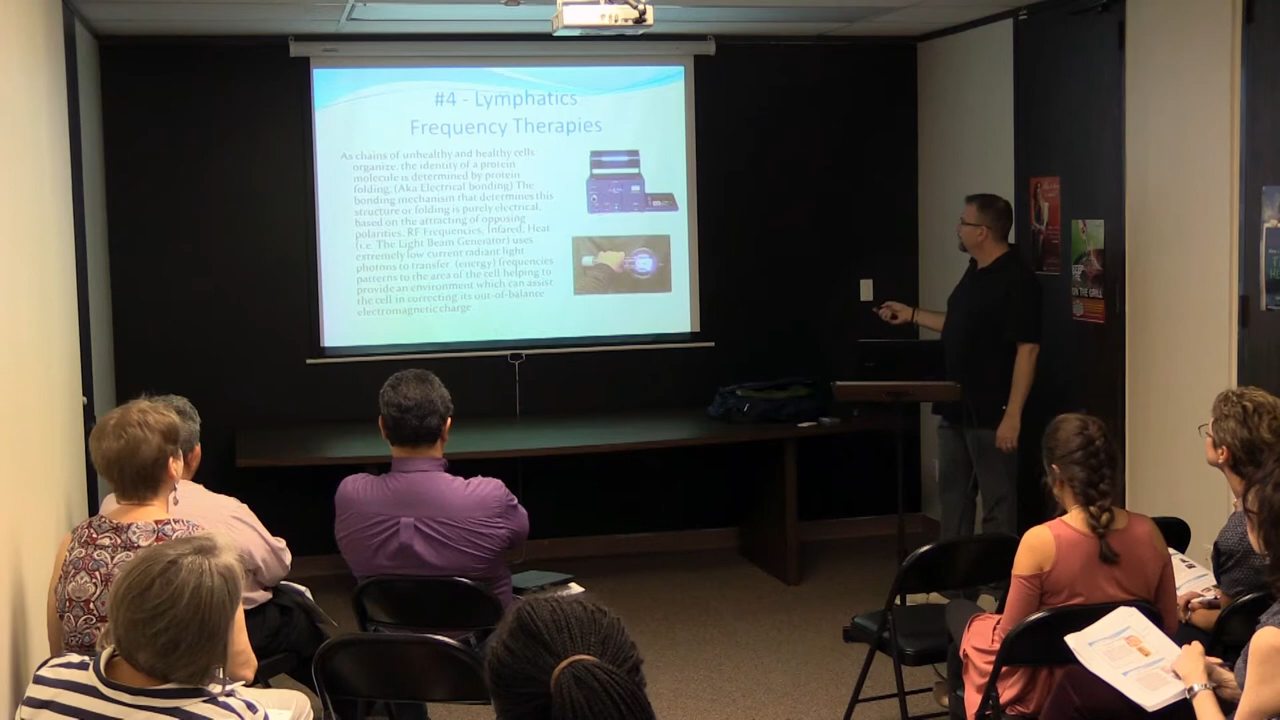 #4 - Lymphatics
Frequency Therapies
As chains of unhealthy and healthy cells
organize, the identity of a protein
molecule is determined by protein
folding, (Aka Electrical bonding) The
bonding mechanism that determines this
structure or folding is purely electrical,
based on the attracting of opposing
polarities. RF Frequencies, Infared, Heat
(i.e. The Light Beam Generator) uses
extremely low current radiant light
photons to transfer (energy) frequencies
patterns to the area of the cell helping to
provide an environment which can assist
the cell in correcting its out-of-balance
electromagnetic charge
ON THE GRILL